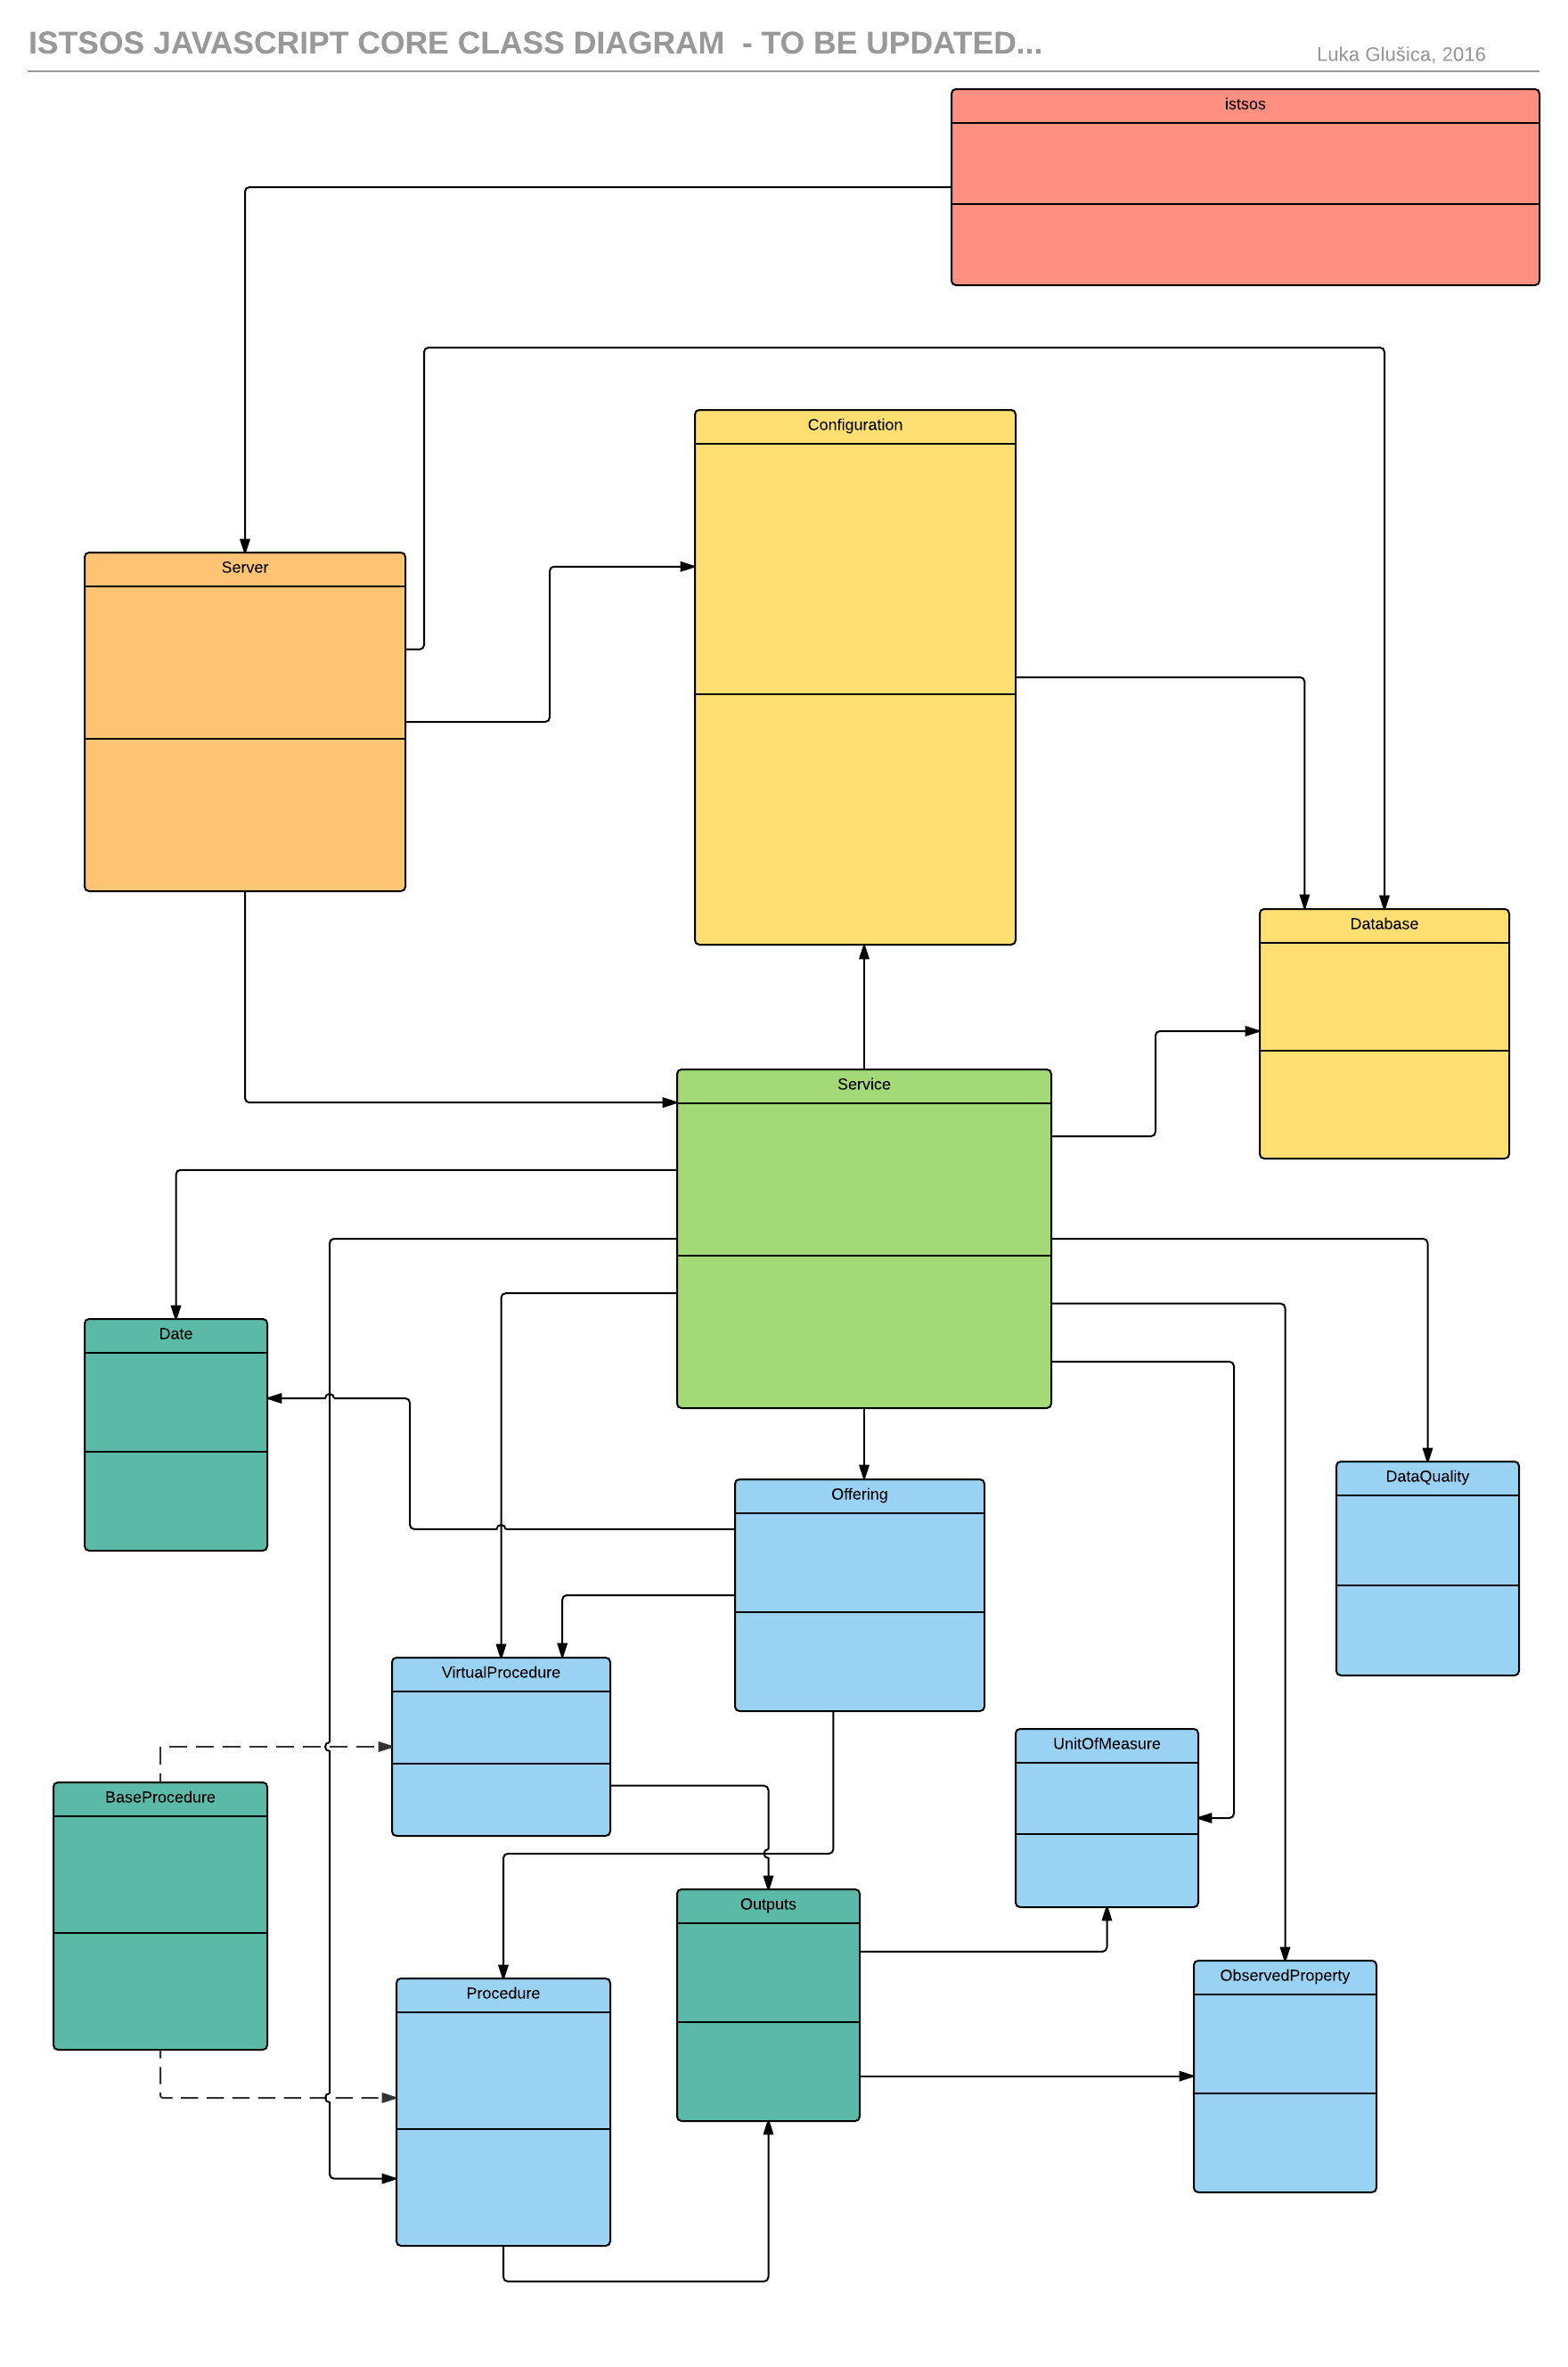 ISTSOS JAVASCRIPT CORE CLASS DIAGRAM  - TO BE UPDATED...
Luka Glušica, 2016
istsos
Configuration
Server
Database
Service
Date
DataQuality
Offering
VirtualProcedure
UnitOfMeasure
BaseProcedure
Outputs
ObservedProperty
Procedure